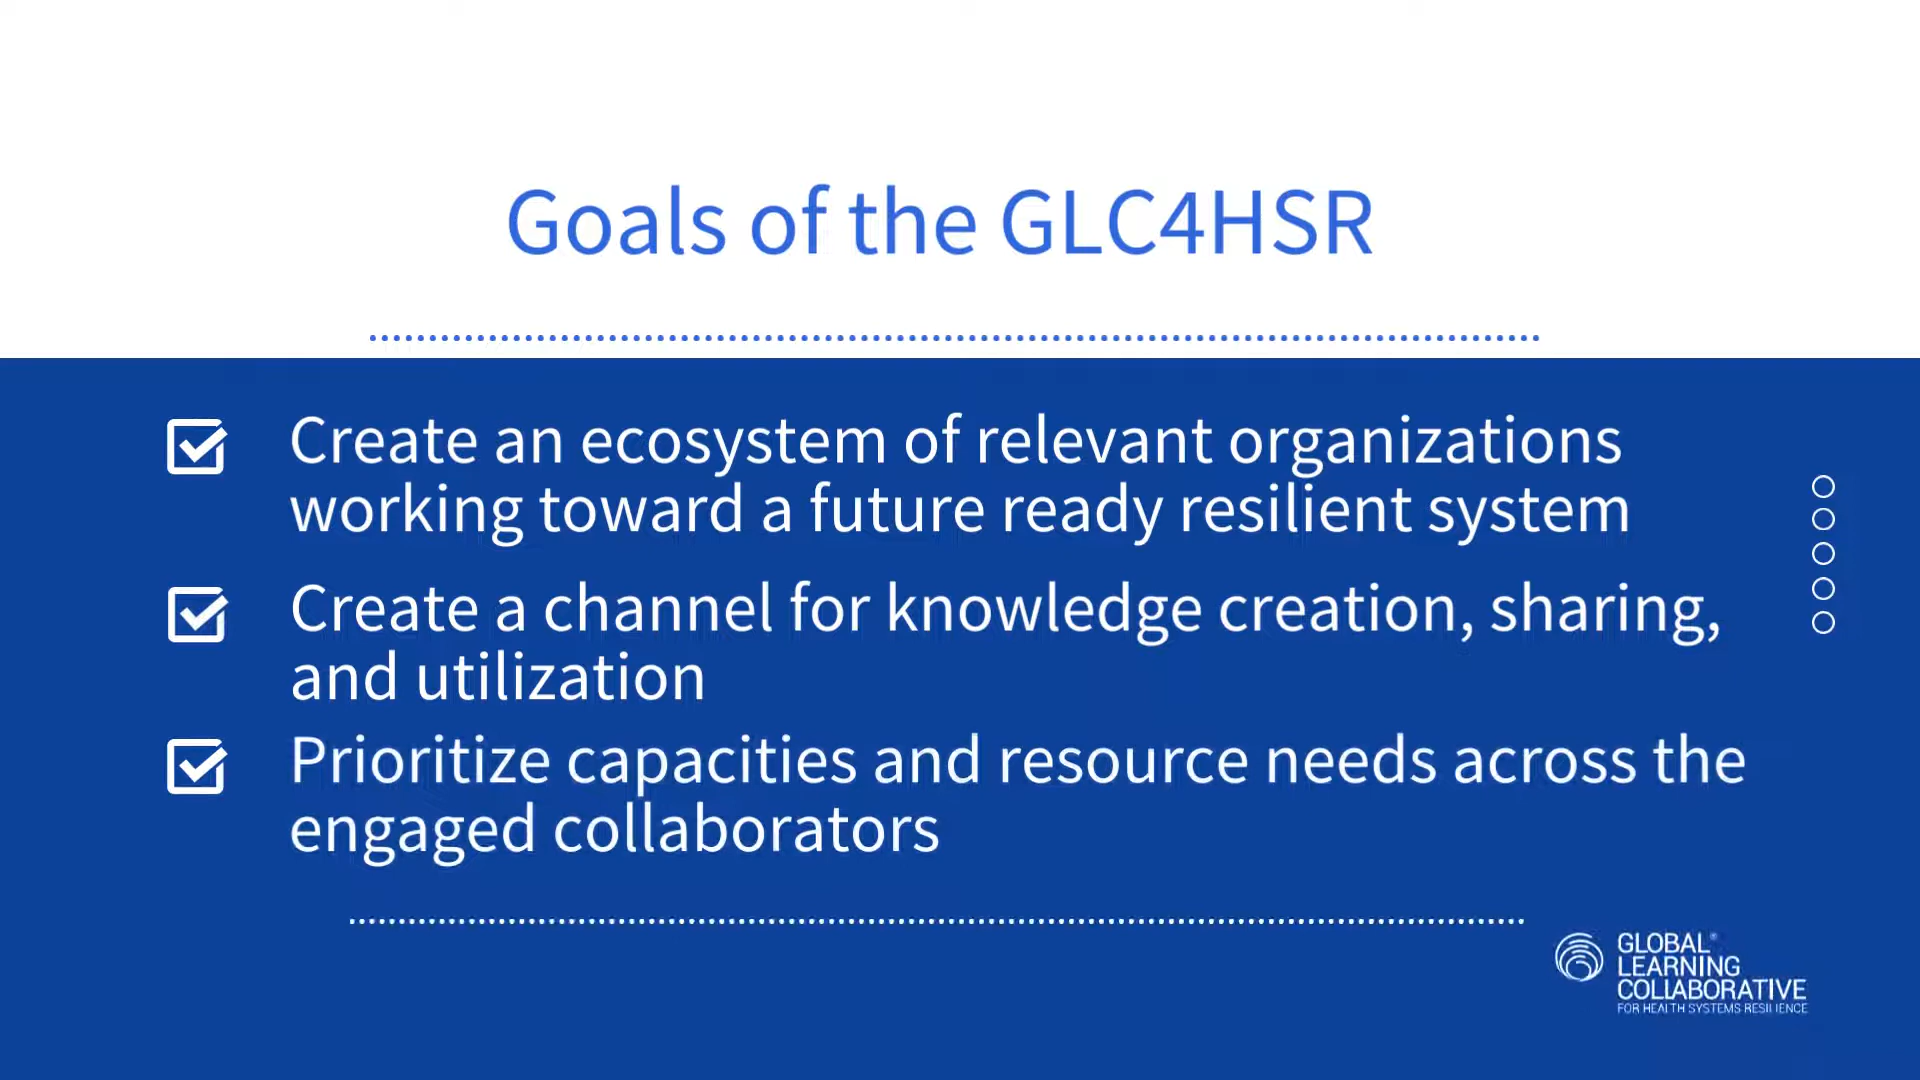 Goals of the GLC4HSR
Create an ecosystem of relevant organizations
working toward a future ready resilient system
Create a channel for knowledge creation, sharing,
and utilization
Prioritize capacities and resource needs across the
engaged collaborators
GLOBAL
LEARNING
COLLABORATIVE
FOR HEALTH SYSTEMS RESILIENCE